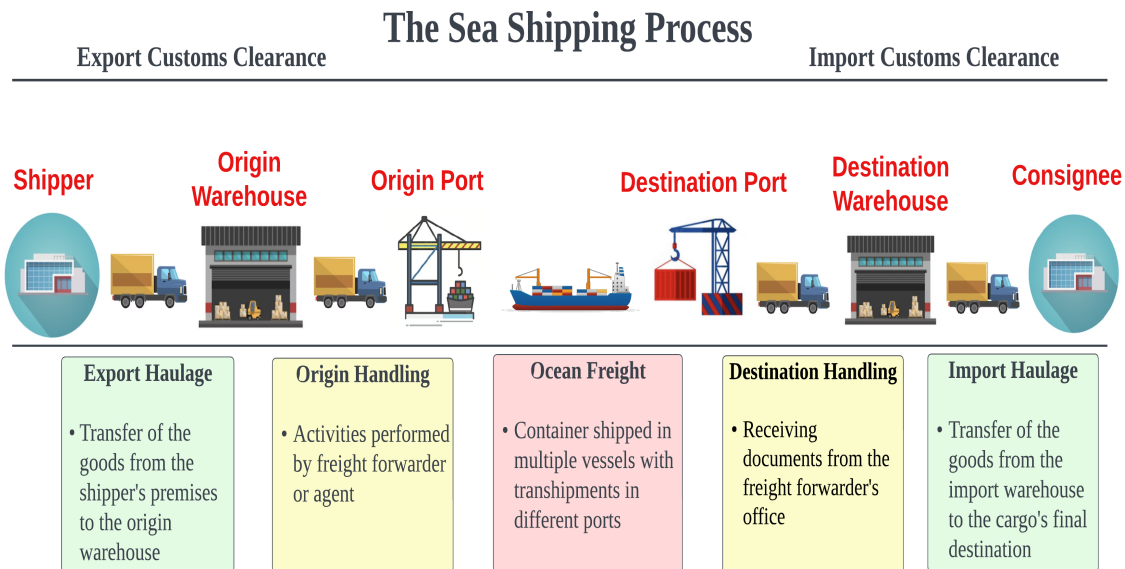 The Sea Shipping Process
Export Customs Clearance
Import Customs Clearance
Shipper
Origin
Warehouse
Origin Port
Destination Port
Destination
Warehouse
Consignee
Export Haulage
• Transfer of the
goods from the
shipper's premises
to the origin
warehouse
Origin Handling
• Activities performed
by freight forwarder
or agent
Ocean Freight
• Container shipped in
multiple vessels with
transhipments in
different ports
Destination Handling
• Receiving
documents from the
freight forwarder's
office
Import Haulage
• Transfer of the
goods from the
import warehouse
to the cargo's final
destination